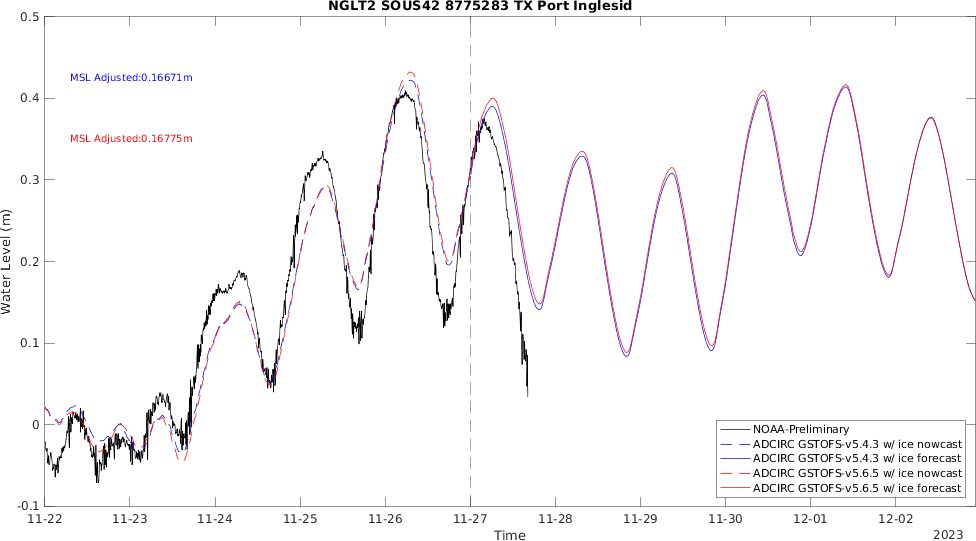 NGLT2 SOUS42 8775283 TX Port Inglesid
0.5
MSL Adjusted:0.16671m
0.4
MSL Adjusted:0.16775m
0.3
Water Level (m)
0.2
0.1
0
-0.1
NOAA-Preliminary
ADCIRC GSTOFS-v5.4.3 w/ ice nowcast
ADCIRC GSTOFS-v5.4.3 w/ ice forecast
ADCIRC GSTOFS-v5.6.5 w/ ice nowcast
ADCIRC GSTOFS-v5.6.5 w/ ice forecast
11-22 11-23 11-24 11-25 11-26 11-27 11-28 11-29 11-30 12-01 12-02
Time
2023